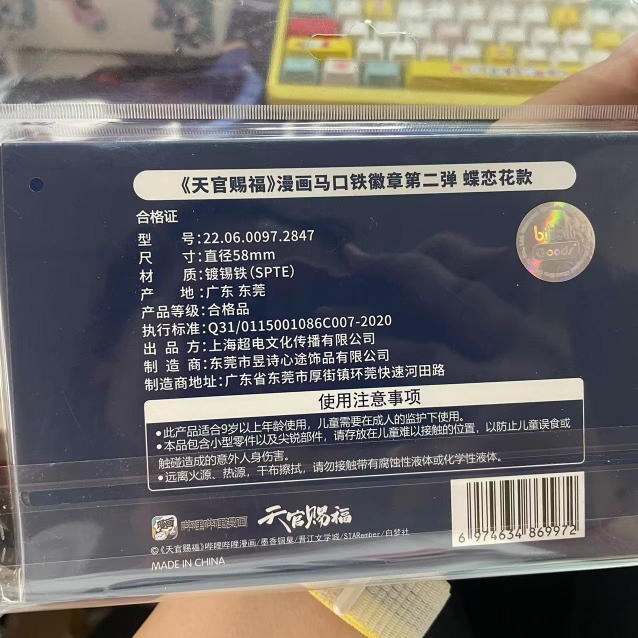 《天官赐福》漫画马口铁徽章第二弹 蝶恋花款
合格证
型 号:22.06.0097.2847
尺 寸:直径58mm
材 质:镀锡铁(SPTE)
产 地:广东 东莞
产品等级:合格品
执行标准:Q31/0115001086C007-2020
出 品 方:上海超电文化传播有限公司
制 造 商:东莞市昱诗心途饰品有限公司
制造商地址:广东省东莞市厚街镇环莞快速河田路
bilibili
Goods
使用注意事项
•此产品适合9岁以上年龄使用，儿童需要在成人的监护下使用。
•本品包含小型零件以及尖锐部件，请存放在儿童难以接触的位置，以防止儿童误食或
触碰造成的意外人身伤害。
•远离火源、热源，干布擦拭，请勿接触带有腐蚀性液体或化学性液体。
哔哩哔哩漫画
天官赐福
©《天官赐福》哔哩哔哩漫画/墨香铜臭/晋江文学城/STARember/白梦社
MADE IN CHINA
6 974634 869972